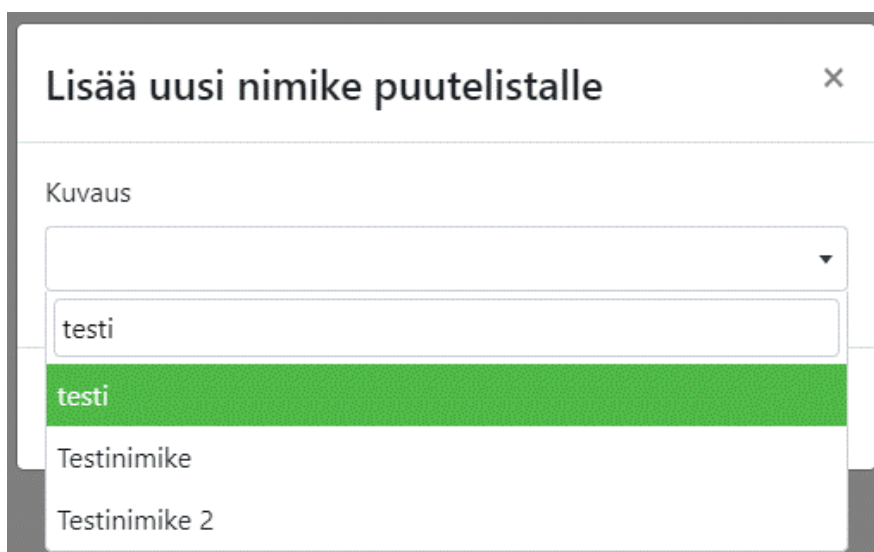 Lisää uusi nimike puutelistalle
Kuvaus
testi
testi
Testinimike
Testinimike 2